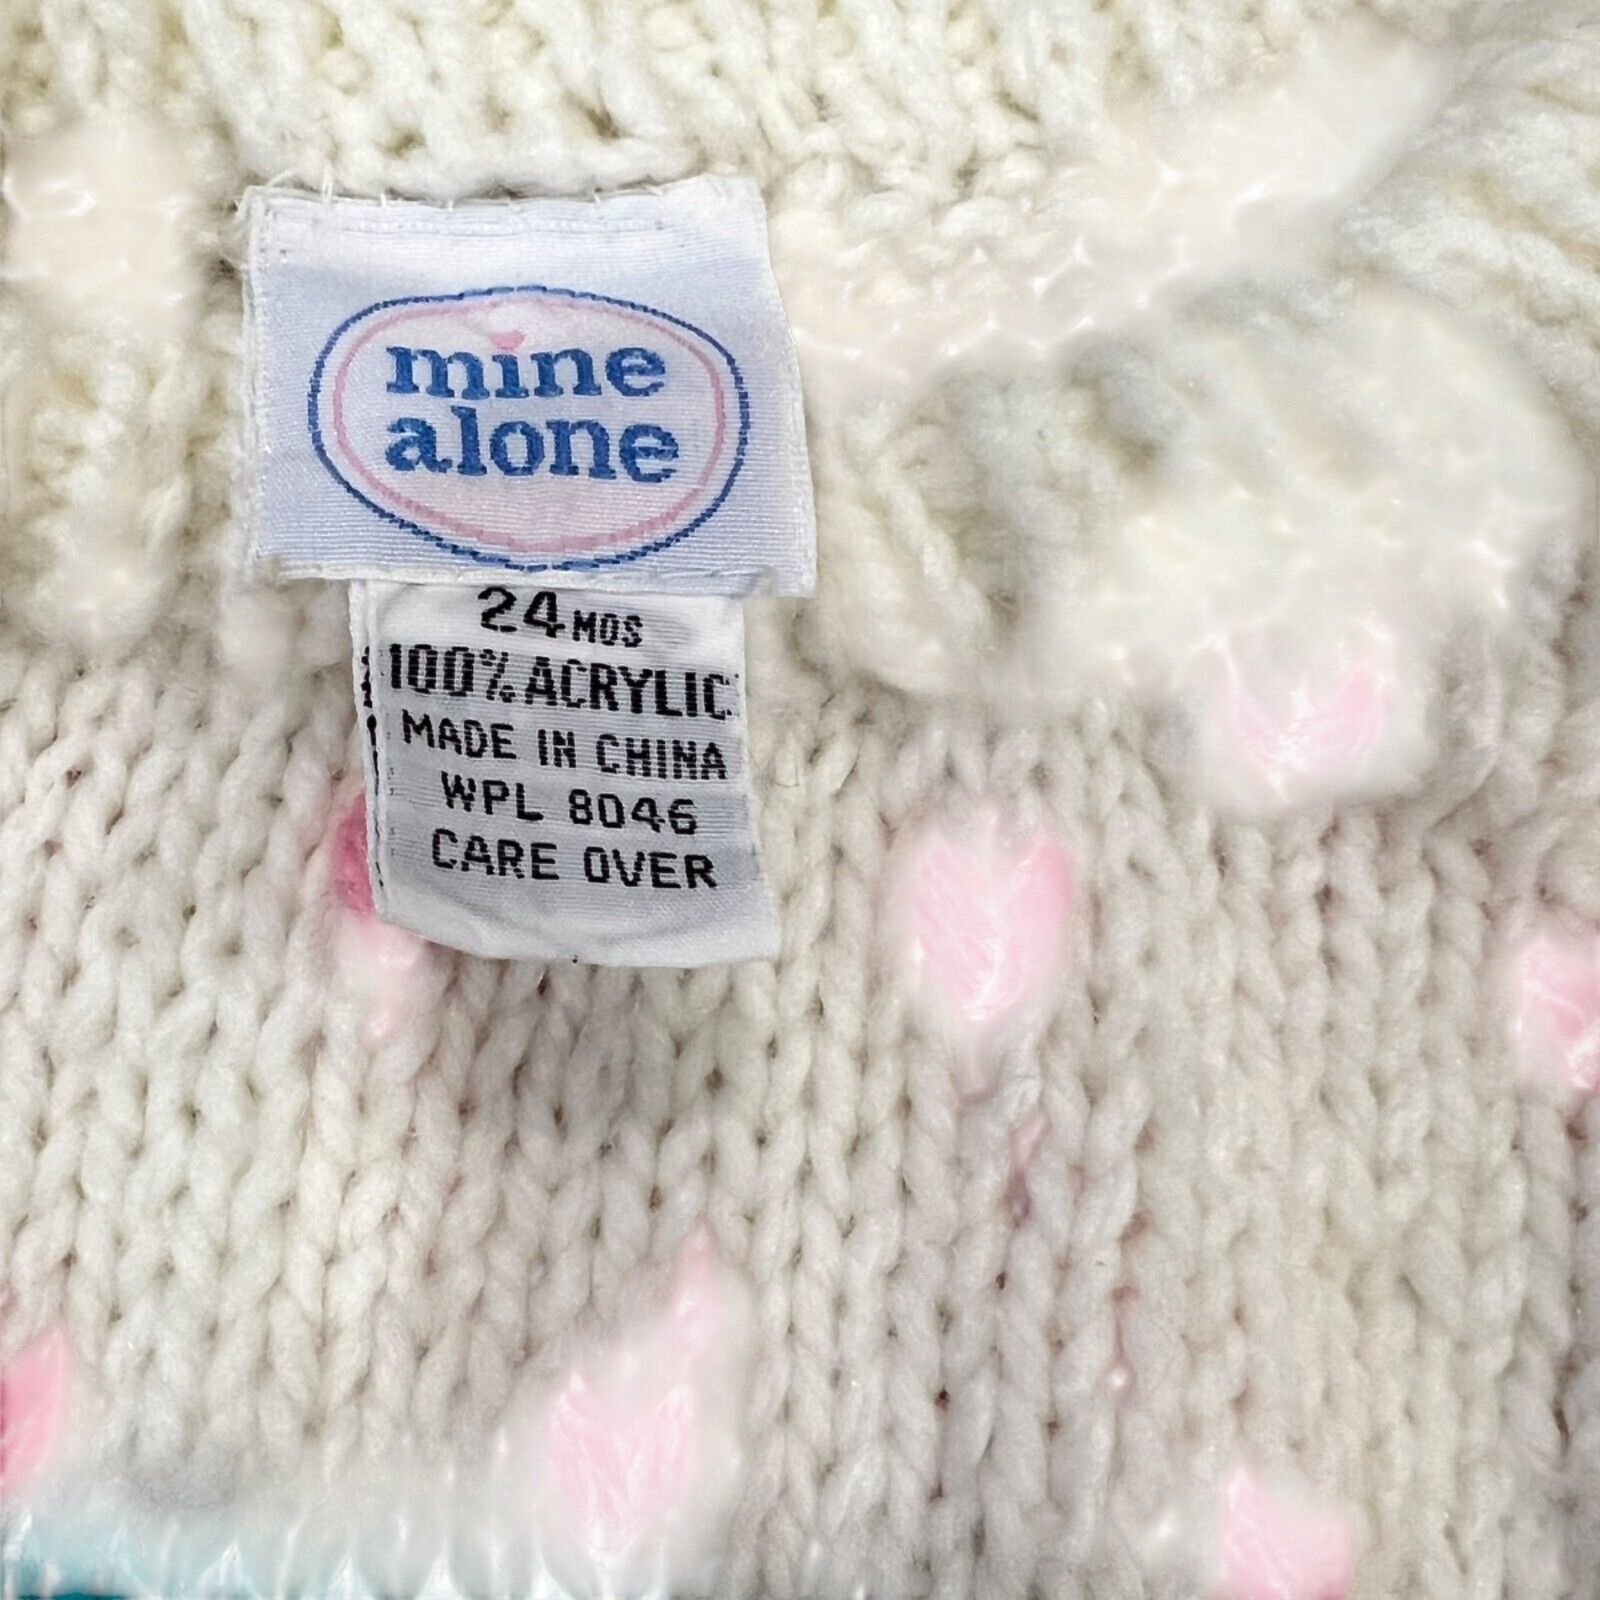 mine
alone
24 MOS
100% ACRYLIC
MADE IN CHINA
WPL 8046
CARE OVER